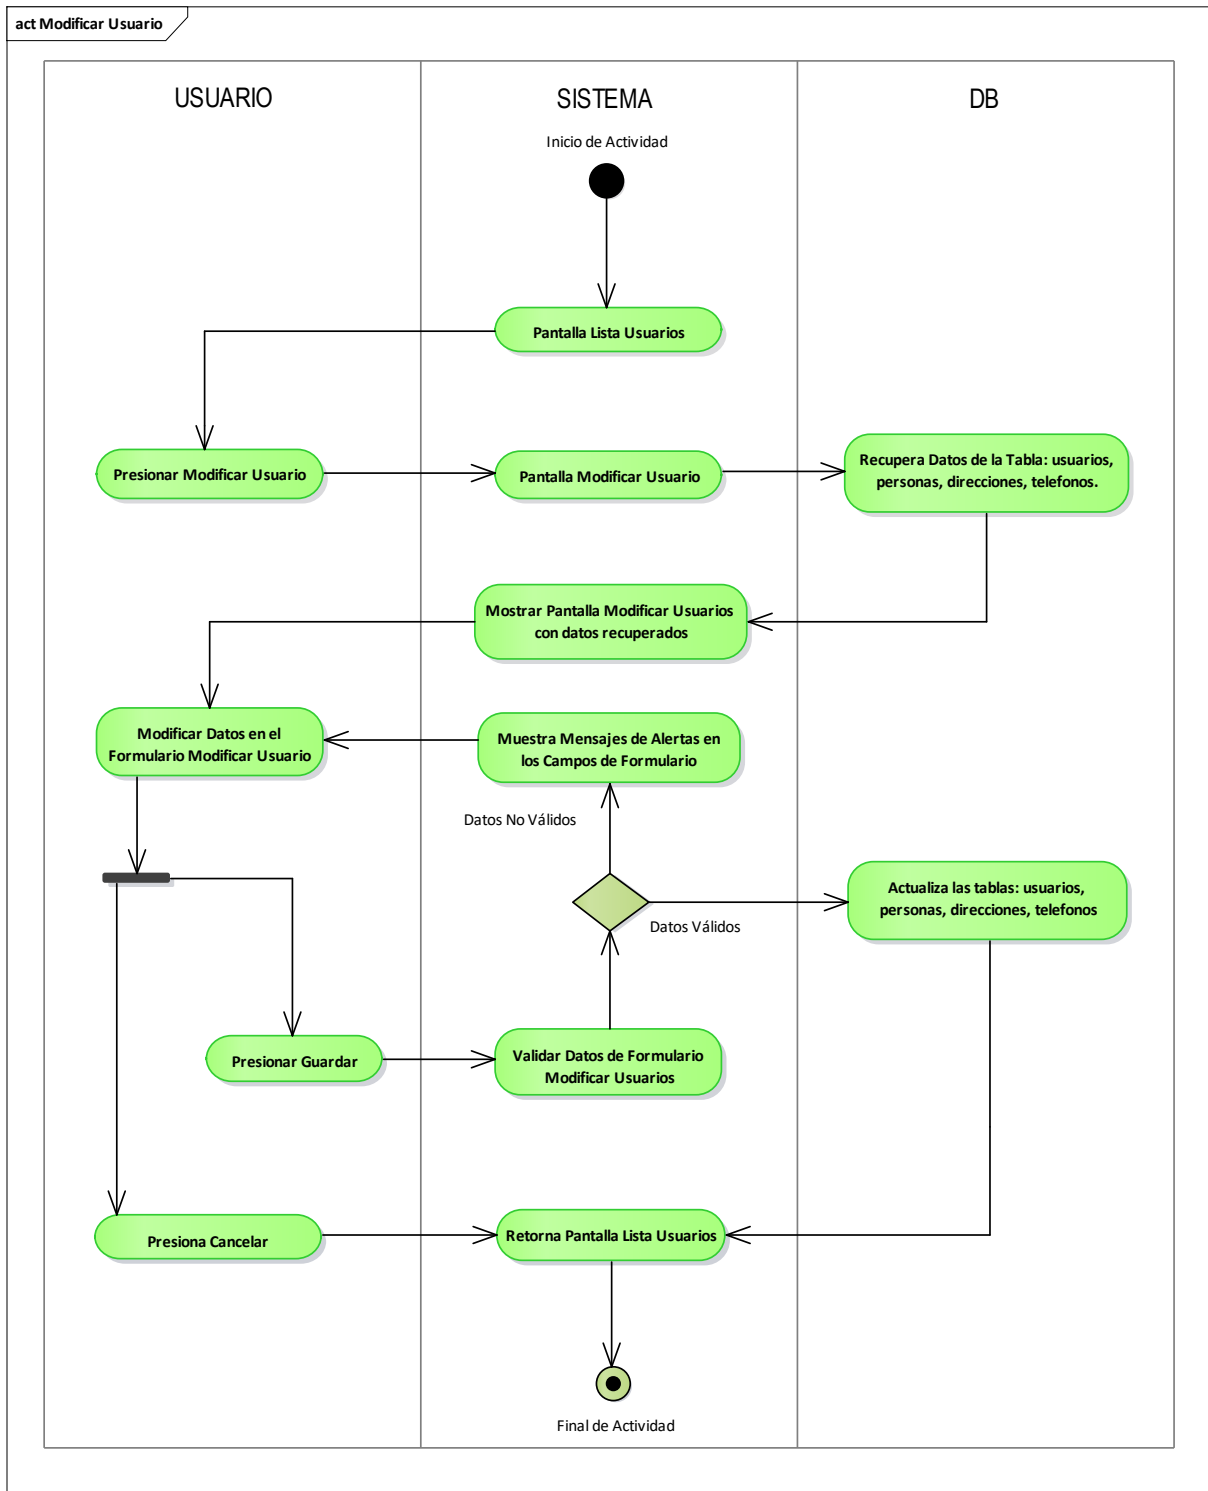 act Modificar Usuario
USUARIO
SISTEMA
DB
Inicio de Actividad
Pantalla Lista Usuarios
Presionar Modificar Usuario
Pantalla Modificar Usuario
Recupera Datos de la Tabla: usuarios,
personas, direcciones, telefonos.
Mostrar Pantalla Modificar Usuarios
con datos recuperados
Modificar Datos en el
Formulario Modificar Usuario
Muestra Mensajes de Alertas en
los Campos de Formulario
Datos No Válidos
Actualiza las tablas: usuarios,
personas, direcciones, telefonos
Datos Válidos
Presionar Guardar
Validar Datos de Formulario
Modificar Usuarios
Presiona Cancelar
Retorna Pantalla Lista Usuarios
Final de Actividad